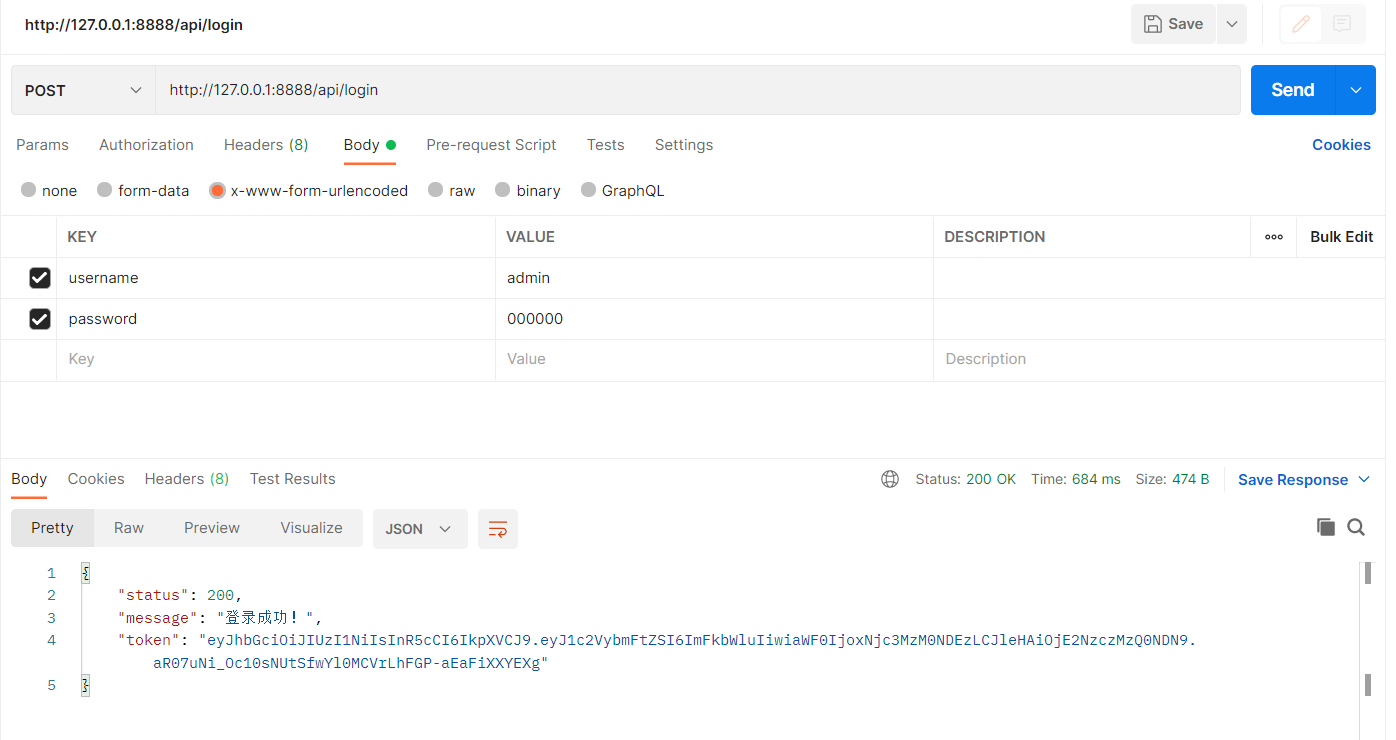 http://127.0.0.1:8888/api/login
Save
POST
http://127.0.0.1:8888/api/login
Send
Params Authorization Headers (8) Body Pre-request Script Tests Settings Cookies
none form-data x-www-form-urlencoded raw binary GraphQL
KEY VALUE DESCRIPTION ooo Bulk Edit
username admin
password 000000
Key Value Description
Body Cookies Headers (8) Test Results Status: 200 OK Time: 684 ms Size: 474 B Save Response
Pretty Raw Preview Visualize JSON
1 {
2 "status": 200,
3 "message": "登录成功！",
4 "token": "eyJhbGciOiJIUzI1NiIsInR5cCI6IkpXVCJ9.eyJ1c2VybmFtZSI6ImFkbWluIiwiaWF0IjoxNjc3MzM0NDEzLCJleHAiOjE2NzczMzQ0NDN9.
aR07uNi_Oc10sNUtSfwYl0MCVrLhFGP-aEaFiXXYEXg"
5 }